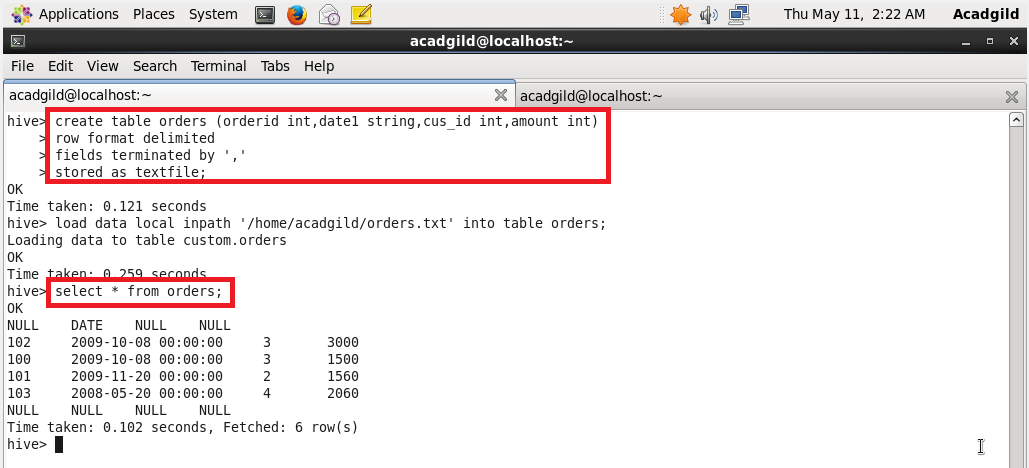 Applications Places System Thu May 11, 2:22 AM Acadgild
acadgild@localhost:~
File Edit View Search Terminal Tabs Help
acadgild@localhost:~ acadgild@localhost:~
hive> create table orders (orderid int,date1 string,cus_id int,amount int)
    > row format delimited
    > fields terminated by ','
    > stored as textfile;
OK
Time taken: 0.121 seconds
hive> load data local inpath '/home/acadgild/orders.txt' into table orders;
Loading data to table custom.orders
OK
Time taken: 0.259 seconds
hive> select * from orders;
OK
NULL    DATE    NULL    NULL
102     2009-10-08 00:00:00     3       3000
100     2009-10-08 00:00:00     3       1500
101     2009-11-20 00:00:00     2       1560
103     2008-05-20 00:00:00     4       2060
NULL    NULL    NULL    NULL
Time taken: 0.102 seconds, Fetched: 6 row(s)
hive>